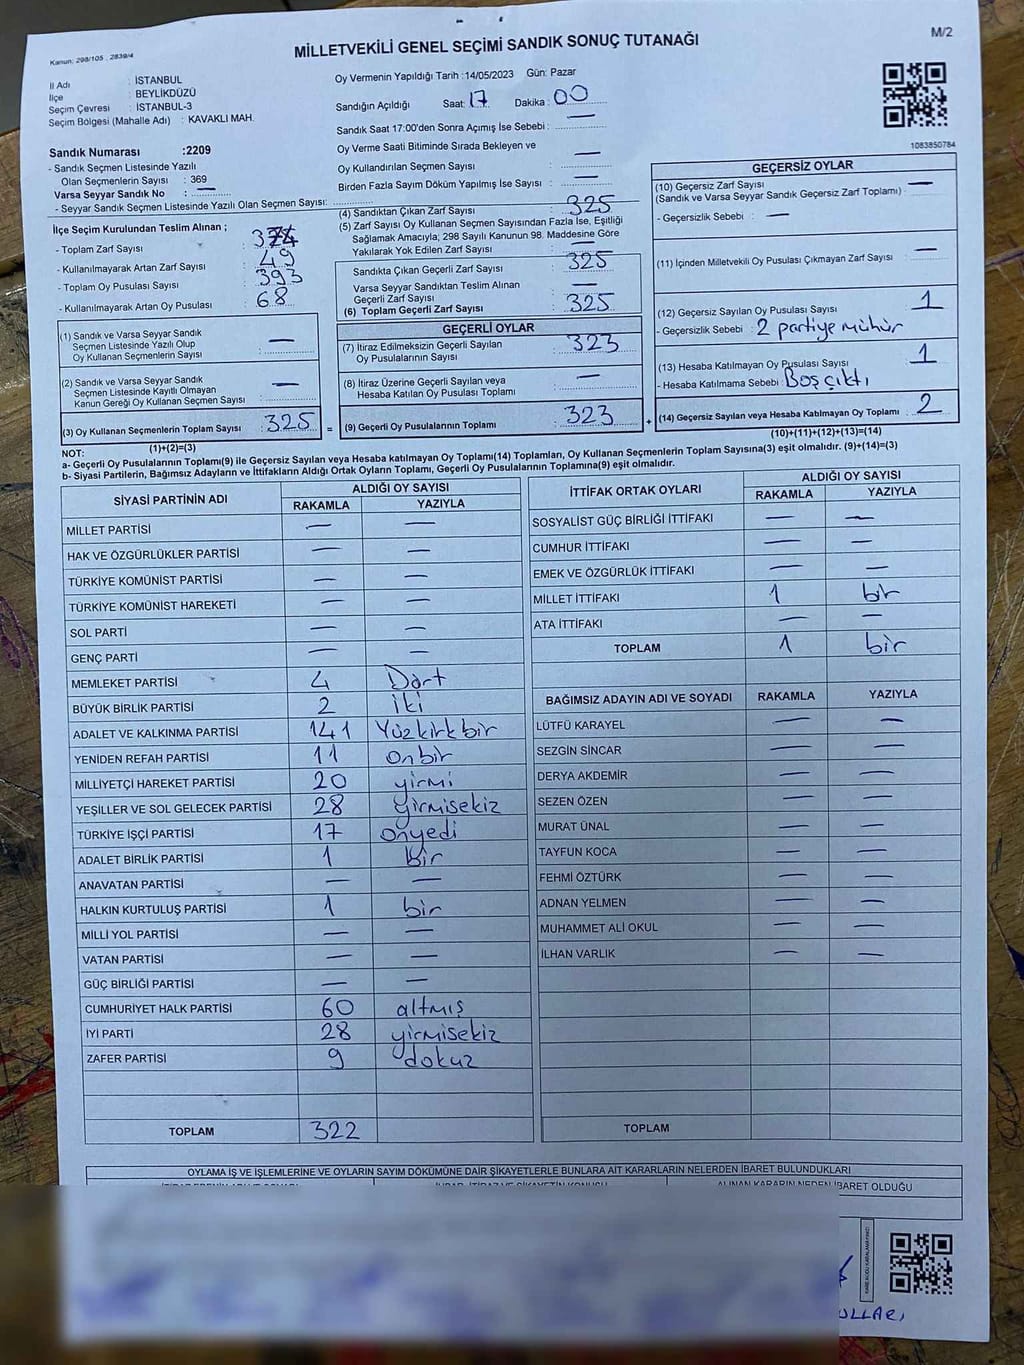 Kanun: 298/105 , 2839/4
MİLLETVEKİLİ GENEL SEÇİMİ SANDIK SONUÇ TUTANAĞI
M/2
İl Adı : İSTANBUL
İlçe : BEYLİKDÜZÜ
Seçim Çevresi : İSTANBUL-3
Seçim Bölgesi (Mahalle Adı) : KAVAKLI MAH.
Sandık Numarası :2209
- Sandık Seçmen Listesinde Yazılı
Olan Seçmenlerin Sayısı : 369
Varsa Seyyar Sandık No : —
- Seyyar Sandık Seçmen Listesinde Yazılı Olan Seçmen Sayısı:
Oy Vermenin Yapıldığı Tarih :14/05/2023 Gün: Pazar
Sandığın Açıldığı Saat: 17 Dakika : 00
Sandık Saat 17:00'den Sonra Açımış İse Sebebi : —
Oy Verme Saati Bitiminde Sırada Bekleyen ve
Oy Kullandırılan Seçmen Sayısı : —
Birden Fazla Sayım Döküm Yapılmış İse Sayısı : —
1083850784
İlçe Seçim Kurulundan Teslim Alınan ;
- Toplam Zarf Sayısı : 374
- Kullanılmayarak Artan Zarf Sayısı : 49
- Toplam Oy Pusulası Sayısı : 393
- Kullanılmayarak Artan Oy Pusulası : 68
(4) Sandıktan Çıkan Zarf Sayısı : 325
(5) Zarf Sayısı Oy Kullanan Seçmen Sayısından Fazla İse, Eşitliği
Sağlamak Amacıyla; 298 Sayılı Kanunun 98. Maddesine Göre
Yakılarak Yok Edilen Zarf Sayısı : —
Sandıkta Çıkan Geçerli Zarf Sayısı : 325
Varsa Seyyar Sandıktan Teslim Alınan
Geçerli Zarf Sayısı : —
(6) Toplam Geçerli Zarf Sayısı : 325
GEÇERSİZ OYLAR
(10) Geçersiz Zarf Sayısı
(Sandık ve Varsa Seyyar Sandık Geçersiz Zarf Toplamı) : —
- Geçersizlik Sebebi : —
(11) İçinden Milletvekili Oy Pusulası Çıkmayan Zarf Sayısı : —
(12) Geçersiz Sayılan Oy Pusulası Sayısı : 1
- Geçersizlik Sebebi : 2 partiye mühür
(13) Hesaba Katılmayan Oy Pusulası Sayısı : 1
- Hesaba Katılmama Sebebi : Boş çıktı
(14) Geçersiz Sayılan veya Hesaba Katılmayan Oy Toplamı : 2
(10)+(11)+(12)+(13)=(14)
(1) Sandık ve Varsa Seyyar Sandık
Seçmen Listesinde Yazılı Olup
Oy Kullanan Seçmenlerin Sayısı : —
(2) Sandık ve Varsa Seyyar Sandık
Seçmen Listesinde Kayıtlı Olmayan
Kanun Gereği Oy Kullanan Seçmen Sayısı : —
(3) Oy Kullanan Seçmenlerin Toplam Sayısı : 325
(1)+(2)=(3)
=
GEÇERLİ OYLAR
(7) İtiraz Edilmeksizin Geçerli Sayılan
Oy Pusulalarının Sayısı : 323
(8) İtiraz Üzerine Geçerli Sayılan veya
Hesaba Katılan Oy Pusulası Toplamı : —
(9) Geçerli Oy Pusulalarının Toplamı : 323
+
NOT:
a- Geçerli Oy Pusulalarının Toplamı(9) ile Geçersiz Sayılan veya Hesaba katılmayan Oy Toplamı(14) Toplamları, Oy Kullanan Seçmenlerin Toplam Sayısına(3) eşit olmalıdır. (9)+(14)=(3)
b- Siyasi Partilerin, Bağımsız Adayların ve İttifakların Aldığı Ortak Oyların Toplamı, Geçerli Oy Pusulalarının Toplamına(9) eşit olmalıdır.
SİYASİ PARTİNİN ADI ALDIĞI OY SAYISI
RAKAMLA YAZIYLA
MİLLET PARTİSİ — —
HAK VE ÖZGÜRLÜKLER PARTİSİ — —
TÜRKİYE KOMÜNİST PARTİSİ — —
TÜRKİYE KOMÜNİST HAREKETİ — —
SOL PARTİ — —
GENÇ PARTİ — —
MEMLEKET PARTİSİ 4 Dört
BÜYÜK BİRLİK PARTİSİ 2 iki
ADALET VE KALKINMA PARTİSİ 141 Yüzkırkbir
YENİDEN REFAH PARTİSİ 11 onbir
MİLLİYETÇİ HAREKET PARTİSİ 20 yirmi
YEŞİLLER VE SOL GELECEK PARTİSİ 28 yirmisekiz
TÜRKİYE İŞÇİ PARTİSİ 17 onyedi
ADALET BİRLİK PARTİSİ 1 Bir
ANAVATAN PARTİSİ — —
HALKIN KURTULUŞ PARTİSİ 1 bir
MİLLİ YOL PARTİSİ — —
VATAN PARTİSİ — —
GÜÇ BİRLİĞİ PARTİSİ — —
CUMHURİYET HALK PARTİSİ 60 altmış
İYİ PARTİ 28 yirmisekiz
ZAFER PARTİSİ 9 dokuz
TOPLAM 322
İTTİFAK ORTAK OYLARI ALDIĞI OY SAYISI
RAKAMLA YAZIYLA
SOSYALİST GÜÇ BİRLİĞİ İTTİFAKI — —
CUMHUR İTTİFAKI — —
EMEK VE ÖZGÜRLÜK İTTİFAKI — —
MİLLET İTTİFAKI 1 bir
ATA İTTİFAKI — —
TOPLAM 1 bir
BAĞIMSIZ ADAYIN ADI VE SOYADI RAKAMLA YAZIYLA
LÜTFÜ KARAYEL — —
SEZGİN SİNCAR — —
DERYA AKDEMİR — —
SEZEN ÖZEN — —
MURAT ÜNAL — —
TAYFUN KOCA — —
FEHMİ ÖZTÜRK — —
ADNAN YELMEN — —
MUHAMMET ALİ OKUL — —
İLHAN VARLIK — —
TOPLAM
OYLAMA İŞ VE İŞLEMLERİNE VE OYLARIN SAYIM DÖKÜMÜNE DAİR ŞİKAYETLERLE BUNLARA AİT KARARLARIN NELERDEN İBARET BULUNDUKLARI
ALINAN KARARIN NEDEN İBARET OLDUĞU
ULLARI